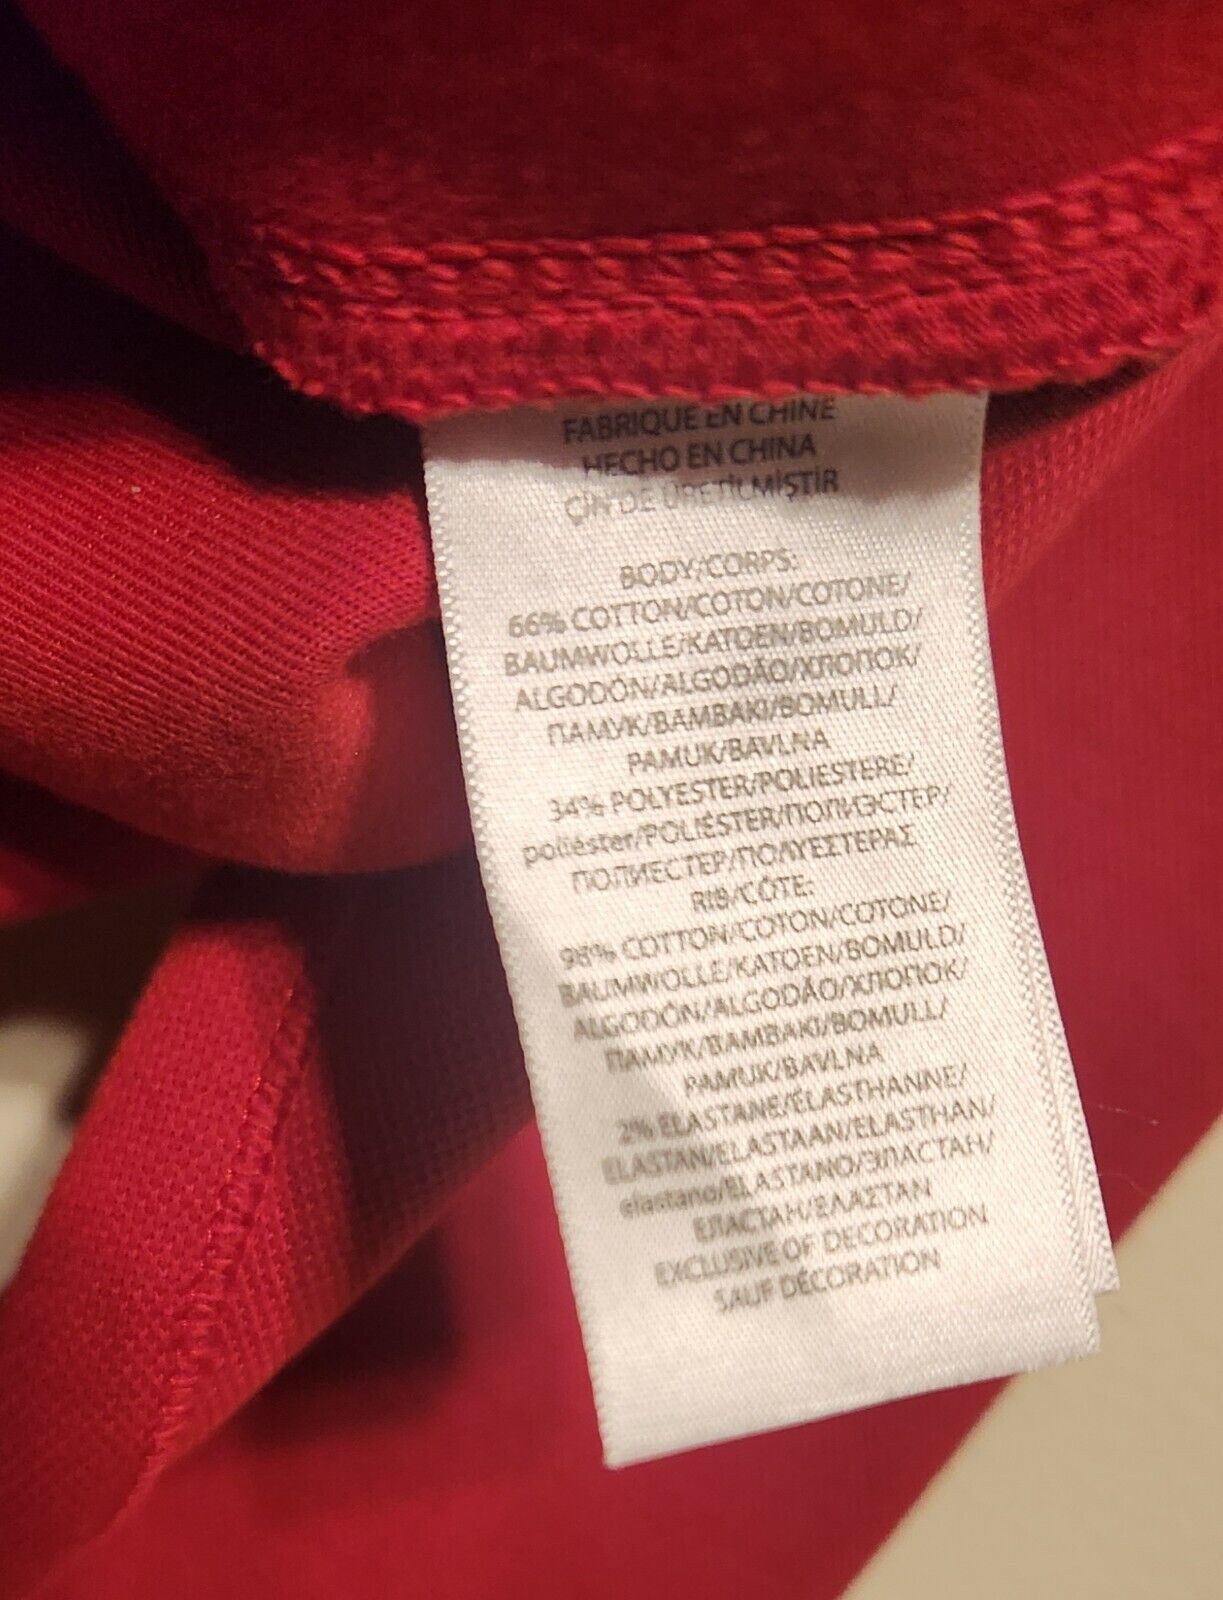 FABRIQUE EN CHINE
HECHO EN CHINA
ÇİN'DE ÜRETİLMİŞTİR
BODY/CORPS:
66% COTTON/COTON/COTONE/
BAUMWOLLE/KATOEN/BOMULD/
ALGODÓN/ALGODÃO/ХЛОПОК/
ПАМУК/ΒΑΜΒΑΚΙ/BOMULL/
PAMUK/BAVLNA
34% POLYESTER/POLIESTERE/
poliéster/POLIÉSTER/ПОЛИЭСТЕР/
ПОЛИЕСТЕР/ΠΟΛΥΕΣΤΕΡΑΣ
RIB/CÔTE:
98% COTTON/COTON/COTONE/
BAUMWOLLE/KATOEN/BOMULD/
ALGODÓN/ALGODÃO/ХЛОПОК/
ПАМУК/ΒΑΜΒΑΚΙ/BOMULL/
PAMUK/BAVLNA
2% ELASTANE/ÉLASTHANNE/
ELASTAN/ELASTAAN/ELASTHAN/
elastano/ELASTANO/ЭЛАСТАН/
ЕЛАСТАН/ΕΛΑΣΤΑΝ
EXCLUSIVE OF DECORATION
SAUF DÉCORATION